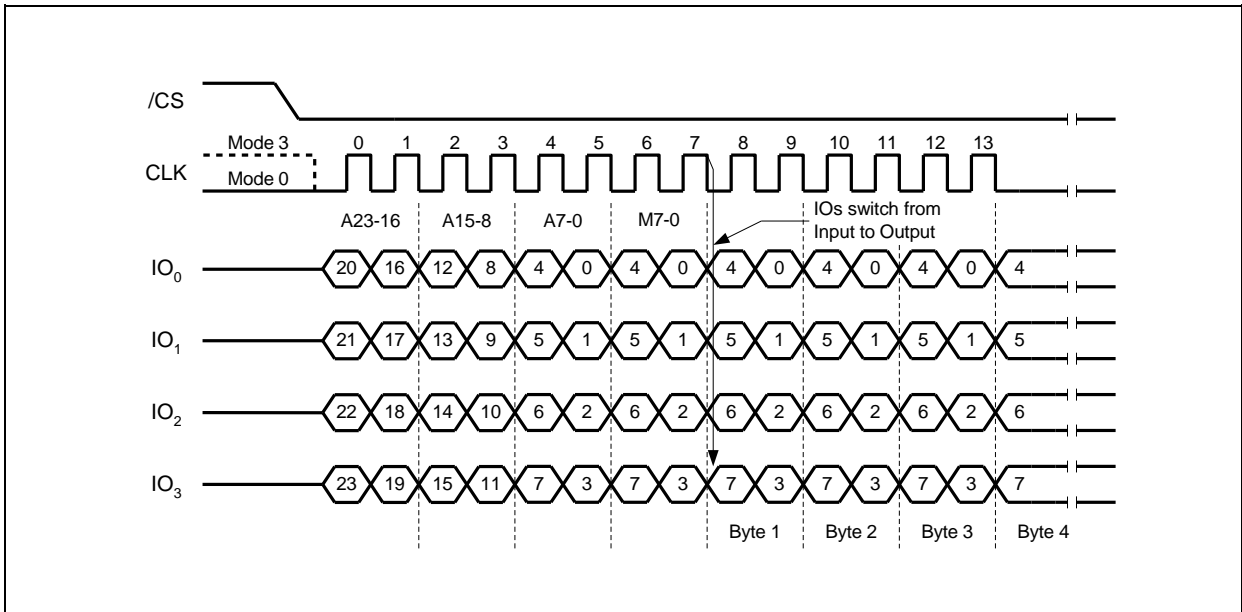 /CS
Mode 3 0 1 2 3 4 5 6 7 8 9 10 11 12 13
CLK
Mode 0
IOs switch from
Input to Output
A23-16 A15-8 A7-0 M7-0
IO0 20 16 12 8 4 0 4 0 4 0 4 0 4 0 4
IO1 21 17 13 9 5 1 5 1 5 1 5 1 5 1 5
IO2 22 18 14 10 6 2 6 2 6 2 6 2 6 2 6
IO3 23 19 15 11 7 3 7 3 7 3 7 3 7 3 7
Byte 1 Byte 2 Byte 3 Byte 4